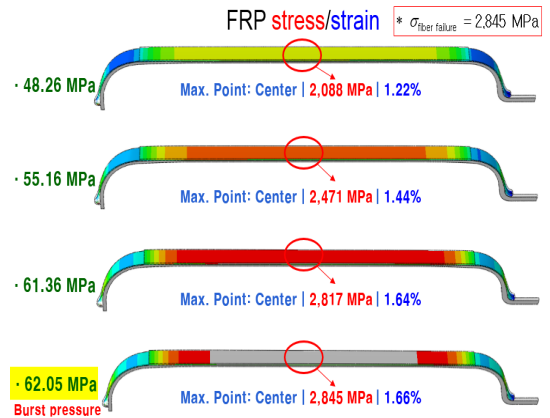 FRP stress/strain
* σfiber failure = 2,845 MPa
· 48.26 MPa
Max. Point: Center | 2,088 MPa | 1.22%
· 55.16 MPa
Max. Point: Center | 2,471 MPa | 1.44%
· 61.36 MPa
Max. Point: Center | 2,817 MPa | 1.64%
· 62.05 MPa
Burst pressure
Max. Point: Center | 2,845 MPa | 1.66%